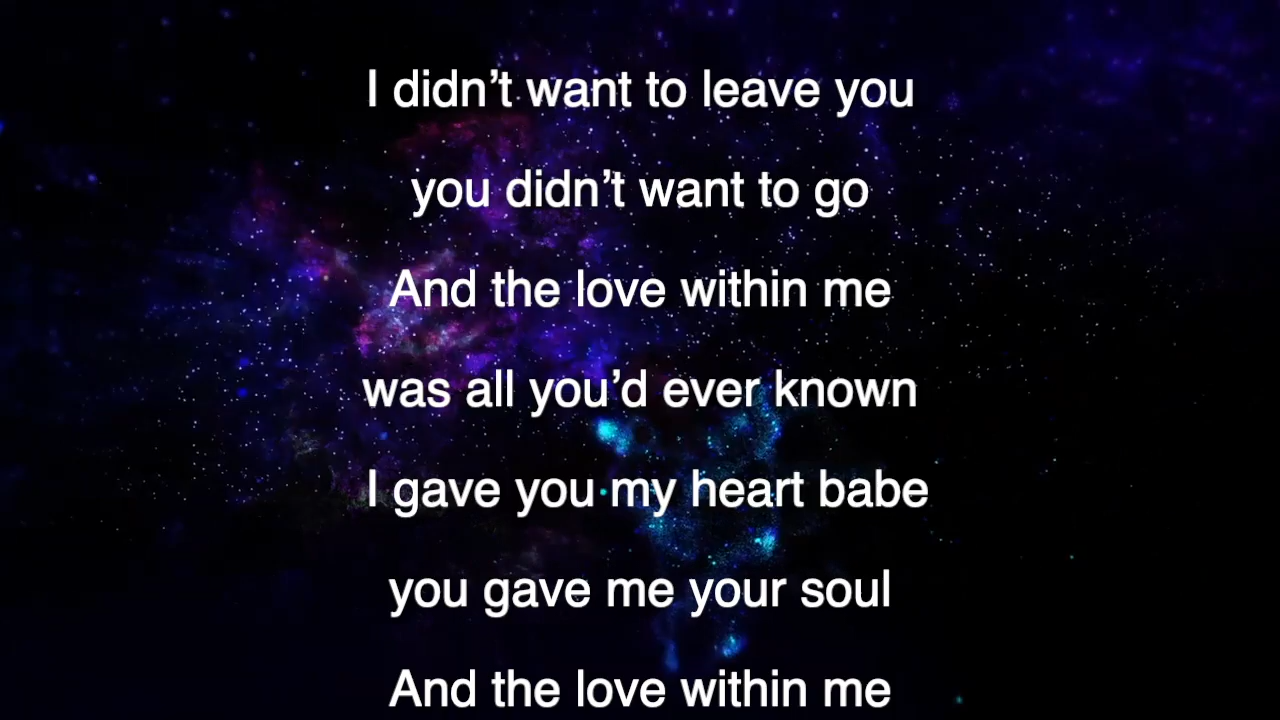 I didn’t want to leave you
you didn’t want to go
And the love within me
was all you’d ever known
I gave you my heart babe
you gave me your soul
And the love within me